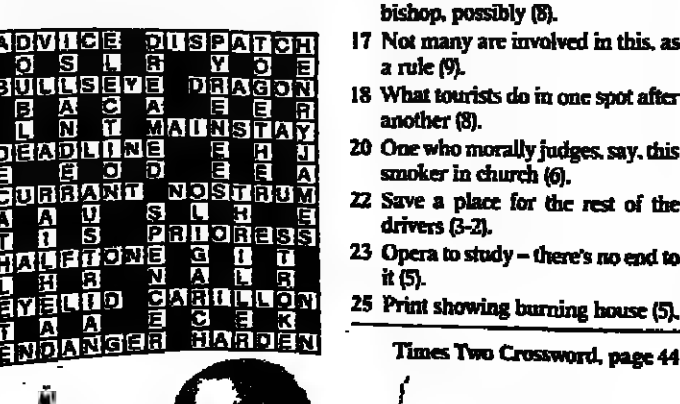 ADVICE DISPATCH
O S L R Y O E
BULLSEYE DRAGON
B A C A E E R
L N T MAINSTAY
DEADLINE E H J
E E O D E E A
CURRANT NOSTRUM
A A U S L H E
T I S PRIORESS
HALFTONE G I T
L H R N A L R
EYELID CARILLON
T A A E C E K
ENDANGER HARDEN
bishop, possibly (8).
17 Not many are involved in this, as
a rule (9).
18 What tourists do in one spot after
another (8).
20 One who morally judges, say, this
smoker in church (6).
22 Save a place for the rest of the
drivers (3-2).
23 Opera to study – there's no end to
it (5).
25 Print showing burning house (5).
Times Two Crossword, page 44